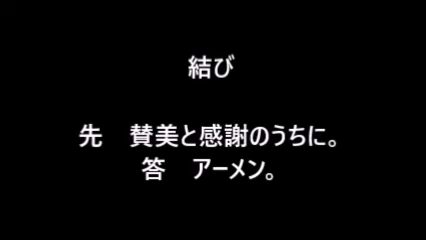 結び
先　賛美と感謝のうちに。
答　アーメン。